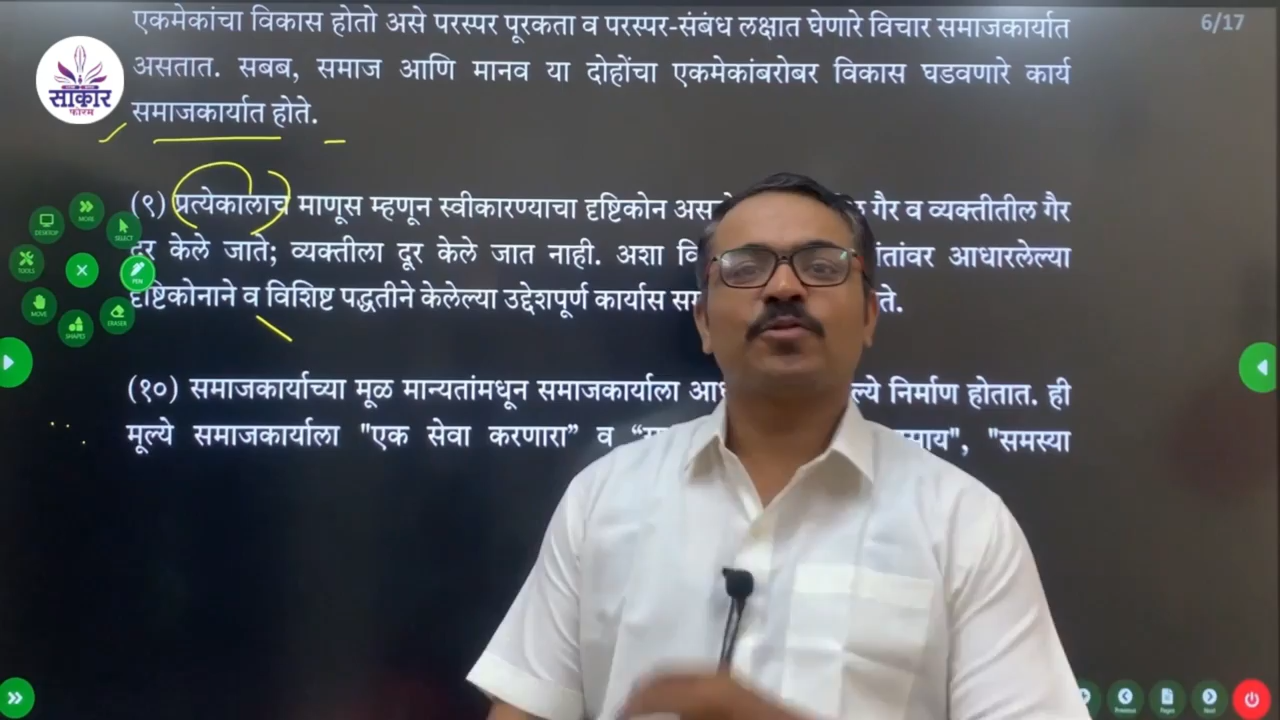 एकमेकांचा विकास होतो असे परस्पर पूरकता व परस्पर-संबंध लक्षात घेणारे विचार समाजकार्यात
6/17
असतात. सबब, समाज आणि मानव या दोहोंचा एकमेकांबरोबर विकास घडवणारे कार्य
समाजकार्यात होते.
साकार
फोरम
(९) प्रत्येकालाच माणूस म्हणून स्वीकारण्याचा दृष्टिकोन गैर व व्यक्तीतील गैर
दूर केले जाते; व्यक्तीला दूर केले जात नाही. अशा आधारलेल्या
दृष्टिकोनाने व विशिष्ट पद्धतीने केलेल्या उद्देशपूर्ण कार्यास
(१०) समाजकार्याच्या मूळ मान्यतांमधून समाजकार्याला निर्माण होतात. ही
मूल्ये समाजकार्याला "एक सेवा करणारा” व "समस्या
MORE
DESKTOP
SELECT
TOOLS
PEN
MOVE
ERASER
SHAPES
Previous
Pages
Next